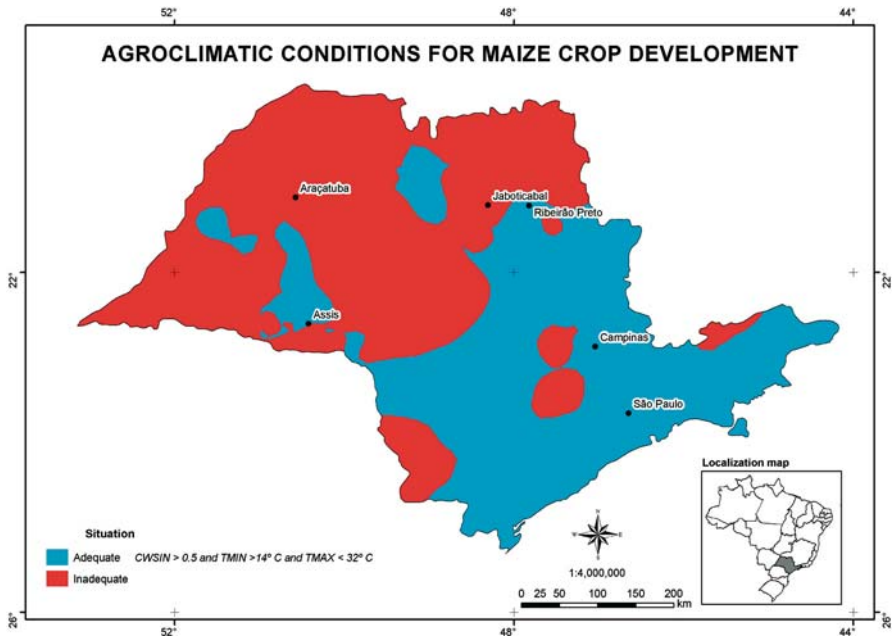 52°
48°
44°
AGROCLIMATIC CONDITIONS FOR MAIZE CROP DEVELOPMENT
Araçatuba
Jaboticabal
Ribeirão Preto
22°
22°
Assis
Campinas
São Paulo
Localization map
Situation
Adequate CWSIN > 0.5 and TMIN >14º C and TMAX < 32º C
Inadequate
N
W E
S
1:4,000,000
0 25 50 100 150 200
km
26°
26°
52°
48°
44°